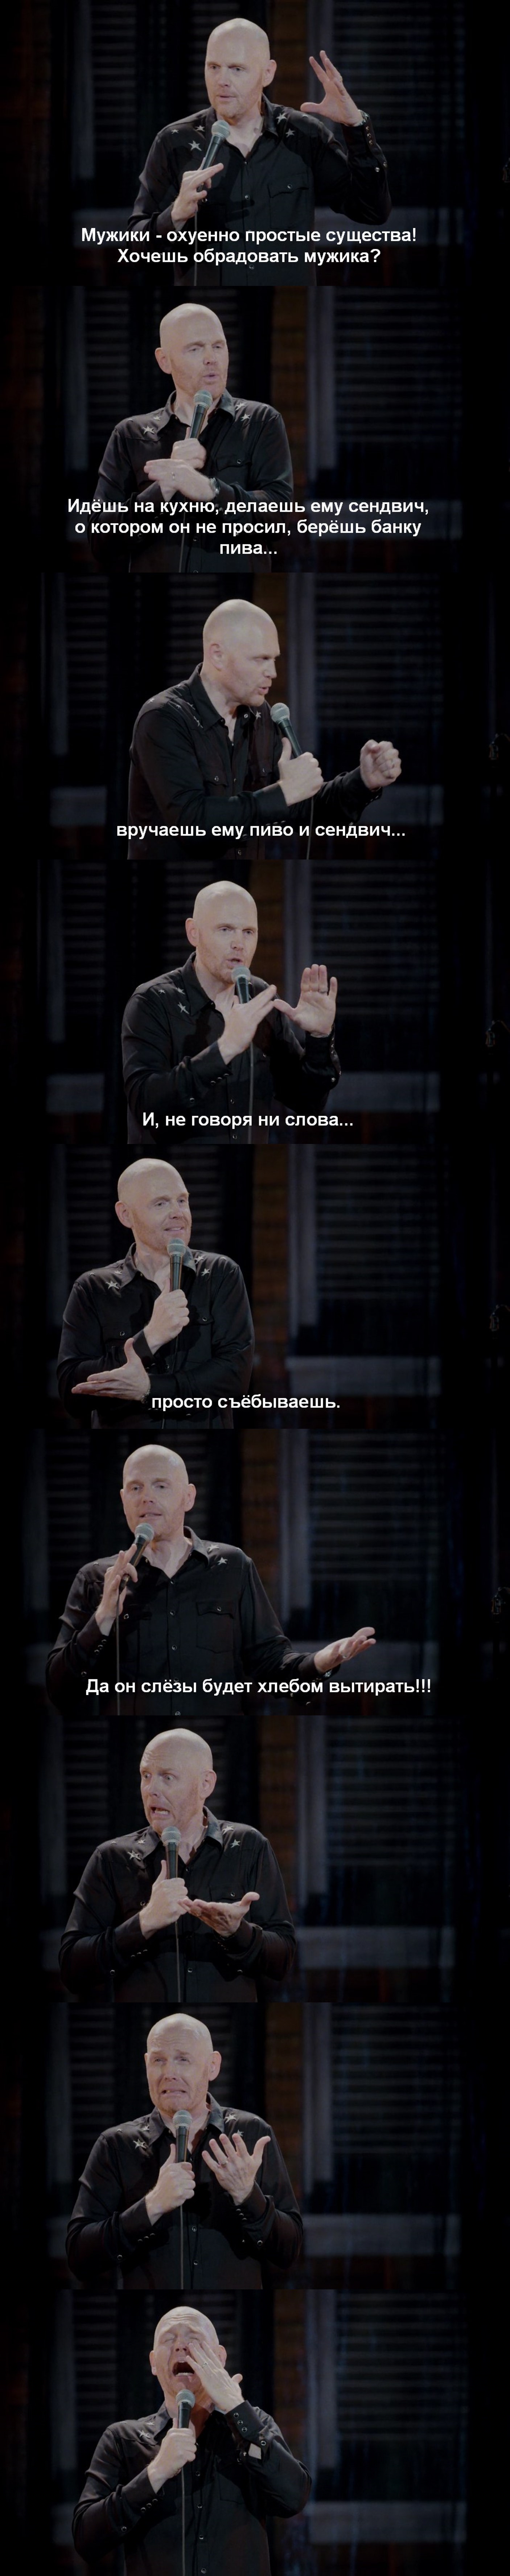 Мужики - охуенно простые существа!
Хочешь обрадовать мужика?
Идёшь на кухню, делаешь ему сендвич,
о котором он не просил, берёшь банку
пива...
вручаешь ему пиво и сендвич...
И, не говоря ни слова...
просто съёбываешь.
Да он слёзы будет хлебом вытирать!!!